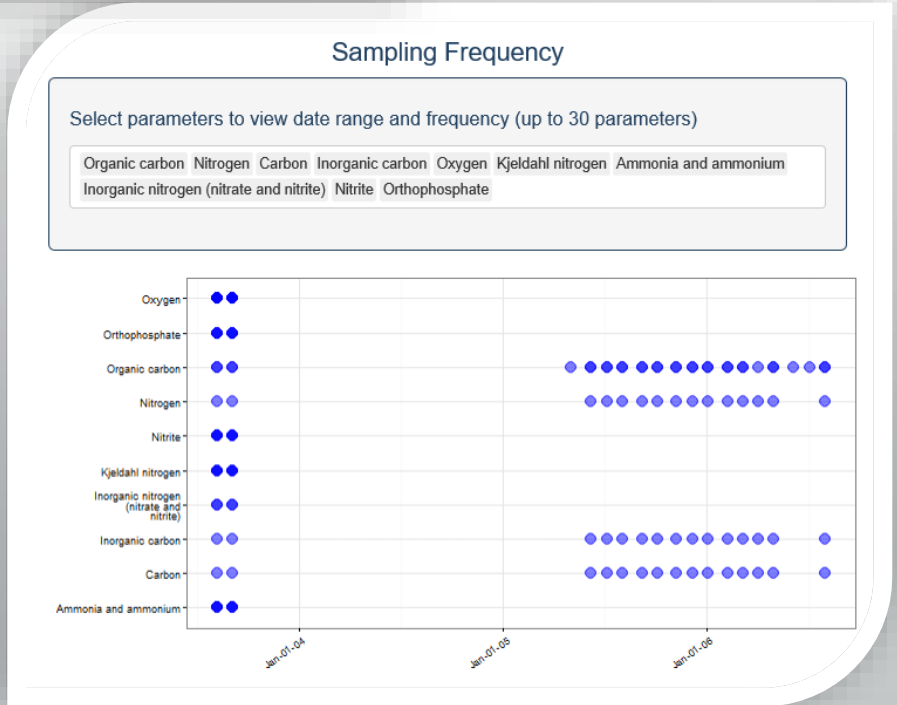 Sampling Frequency
Select parameters to view date range and frequency (up to 30 parameters)
Organic carbon Nitrogen Carbon Inorganic carbon Oxygen Kjeldahl nitrogen Ammonia and ammonium
Inorganic nitrogen (nitrate and nitrite) Nitrite Orthophosphate
Oxygen
Orthophosphate
Organic carbon
Nitrogen
Nitrite
Kjeldahl nitrogen
Inorganic nitrogen
(nitrate and
nitrite)
Inorganic carbon
Carbon
Ammonia and ammonium
Jan-01-04 Jan-01-05 Jan-01-06